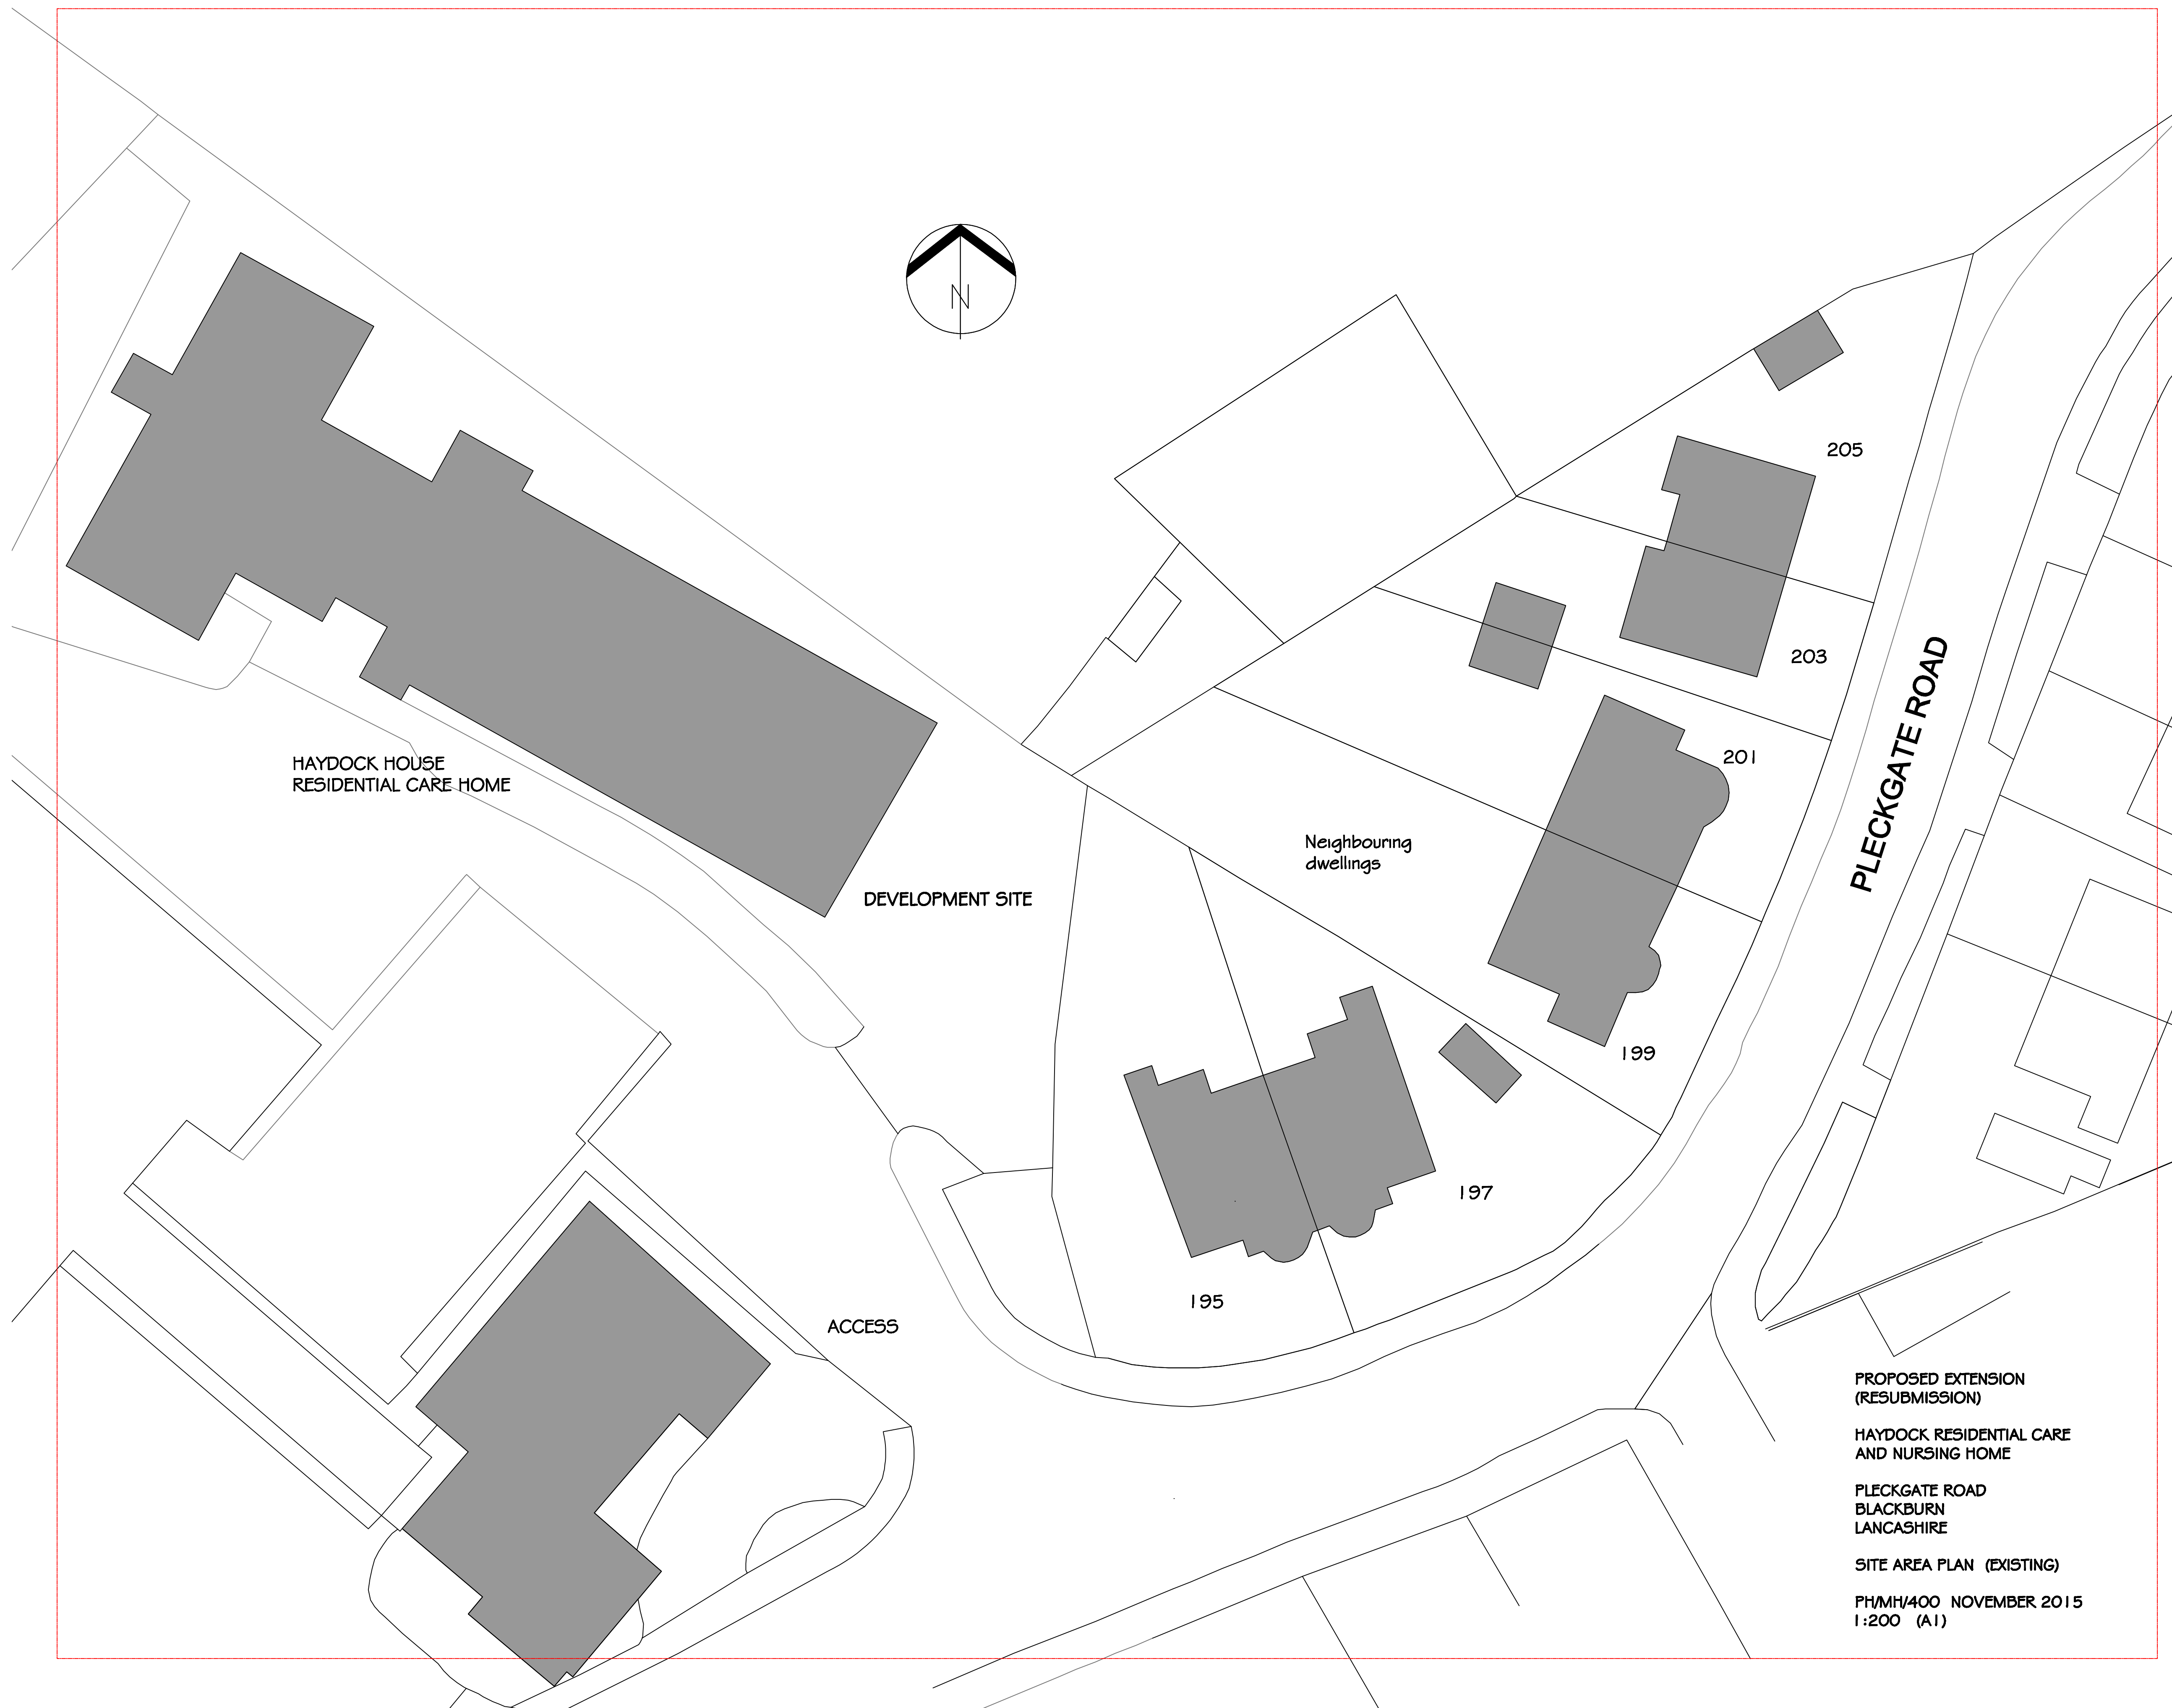 N
205
203
PLECKGATE ROAD
201
HAYDOCK HOUSE
RESIDENTIAL CARE HOME
Neighbouring
dwellings
DEVELOPMENT SITE
199
197
195
ACCESS
PROPOSED EXTENSION
(RESUBMISSION)
HAYDOCK RESIDENTIAL CARE
AND NURSING HOME
PLECKGATE ROAD
BLACKBURN
LANCASHIRE
SITE AREA PLAN (EXISTING)
PH/MH/400 NOVEMBER 2015
1:200 (A1)